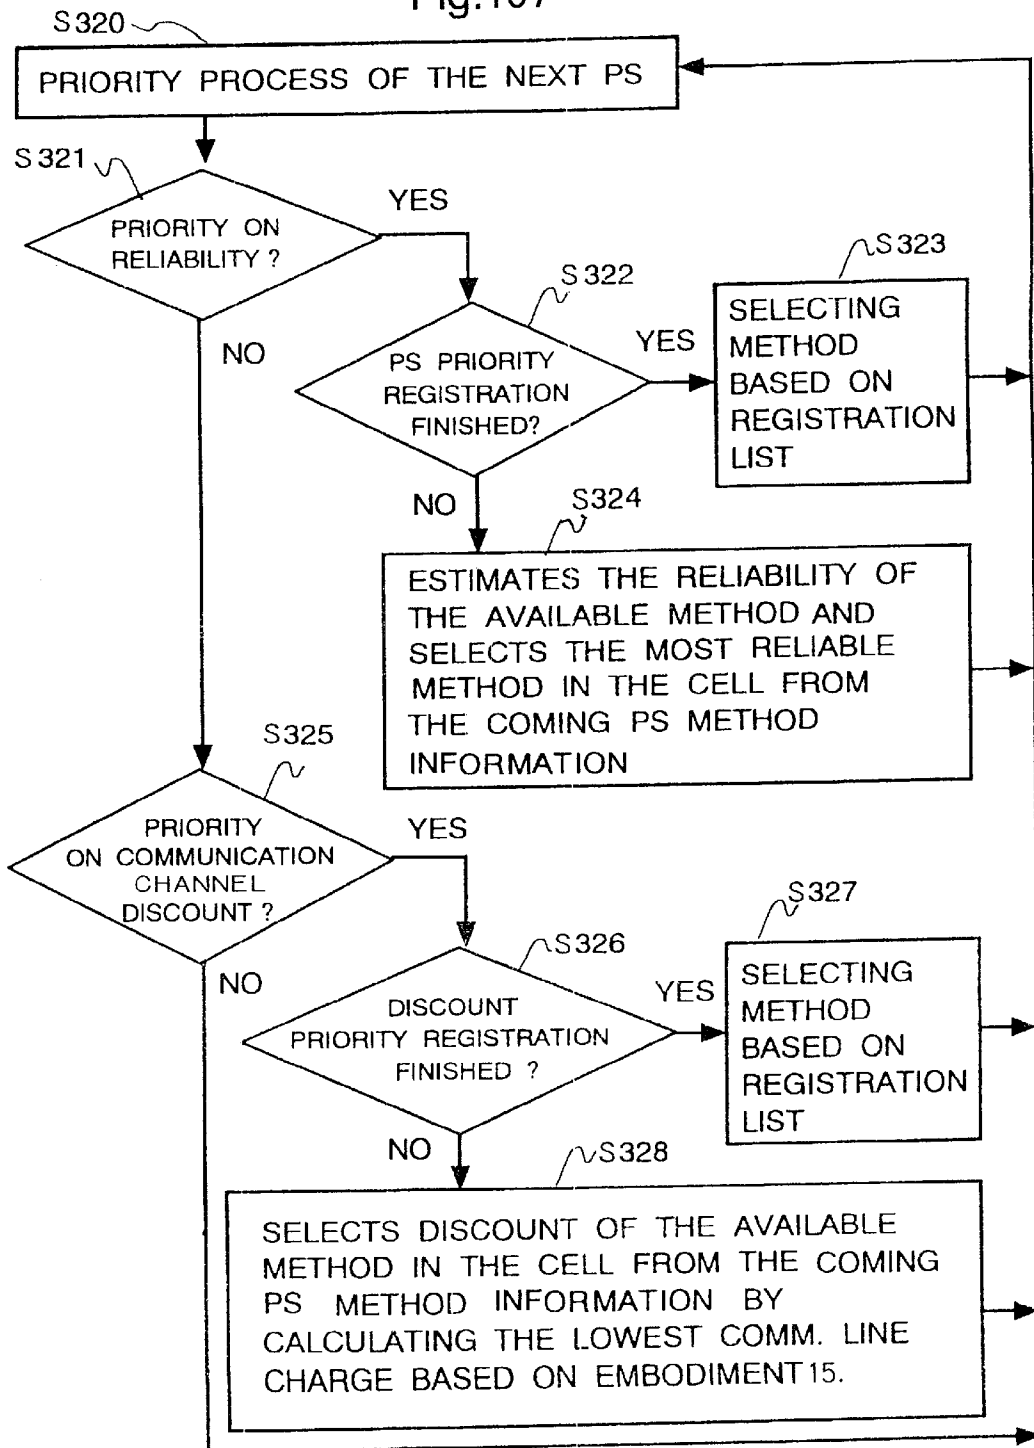 S320
PRIORITY PROCESS OF THE NEXT PS
S321
PRIORITY ON
RELIABILITY ?
YES
NO
S322
PS PRIORITY
REGISTRATION
FINISHED?
YES
NO
S323
SELECTING
METHOD
BASED ON
REGISTRATION
LIST
S324
ESTIMATES THE RELIABILITY OF
THE AVAILABLE METHOD AND
SELECTS THE MOST RELIABLE
METHOD IN THE CELL FROM
THE COMING PS METHOD
INFORMATION
S325
PRIORITY
ON COMMUNICATION
CHANNEL
DISCOUNT ?
YES
NO
S326
DISCOUNT
PRIORITY REGISTRATION
FINISHED ?
YES
NO
S327
SELECTING
METHOD
BASED ON
REGISTRATION
LIST
S328
SELECTS DISCOUNT OF THE AVAILABLE
METHOD IN THE CELL FROM THE COMING
PS METHOD INFORMATION BY
CALCULATING THE LOWEST COMM. LINE
CHARGE BASED ON EMBODIMENT 15.